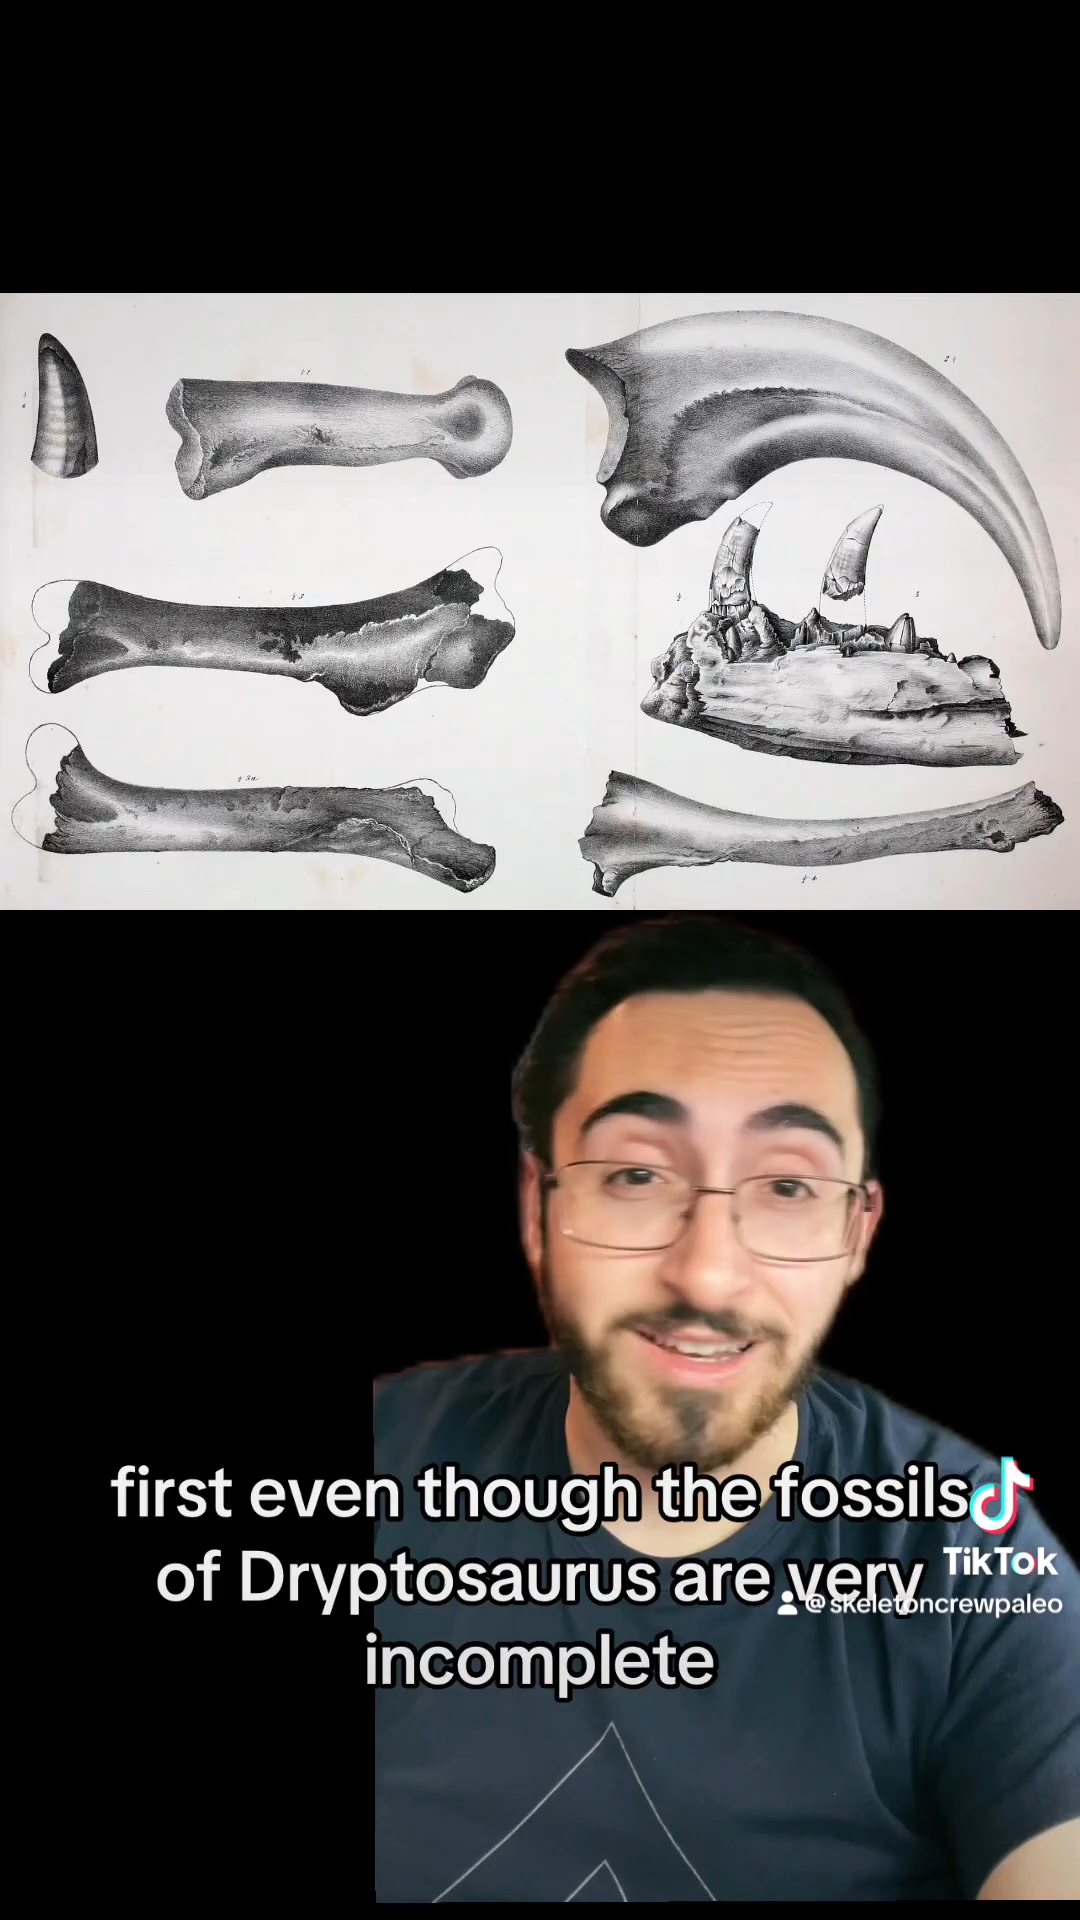 first even though the fossils
of Dryptosaurus are very
incomplete
TikTok
@skeletoncrewpaleo